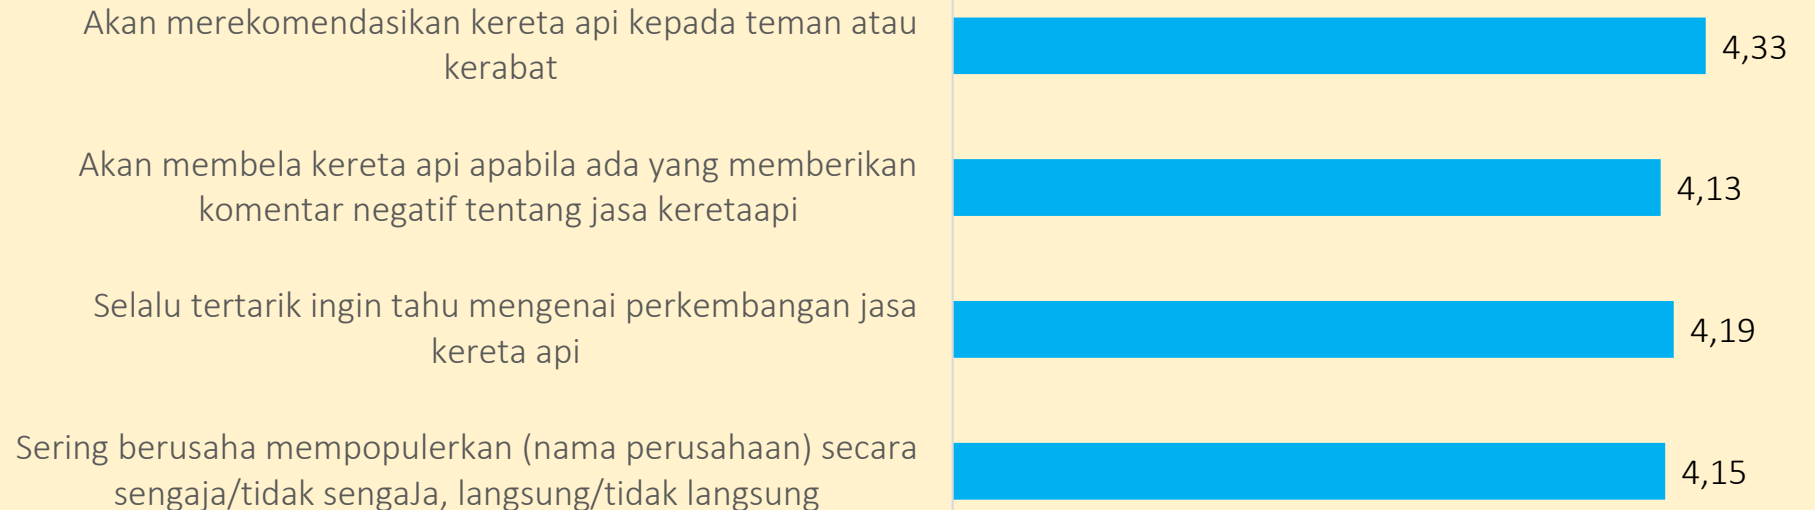 Akan merekomendasikan kereta api kepada teman atau
kerabat
4,33
Akan membela kereta api apabila ada yang memberikan
komentar negatif tentang jasa keretaapi
4,13
Selalu tertarik ingin tahu mengenai perkembangan jasa
kereta api
4,19
Sering berusaha mempopulerkan (nama perusahaan) secara
sengaja/tidak sengaJa, langsung/tidak langsung
4,15